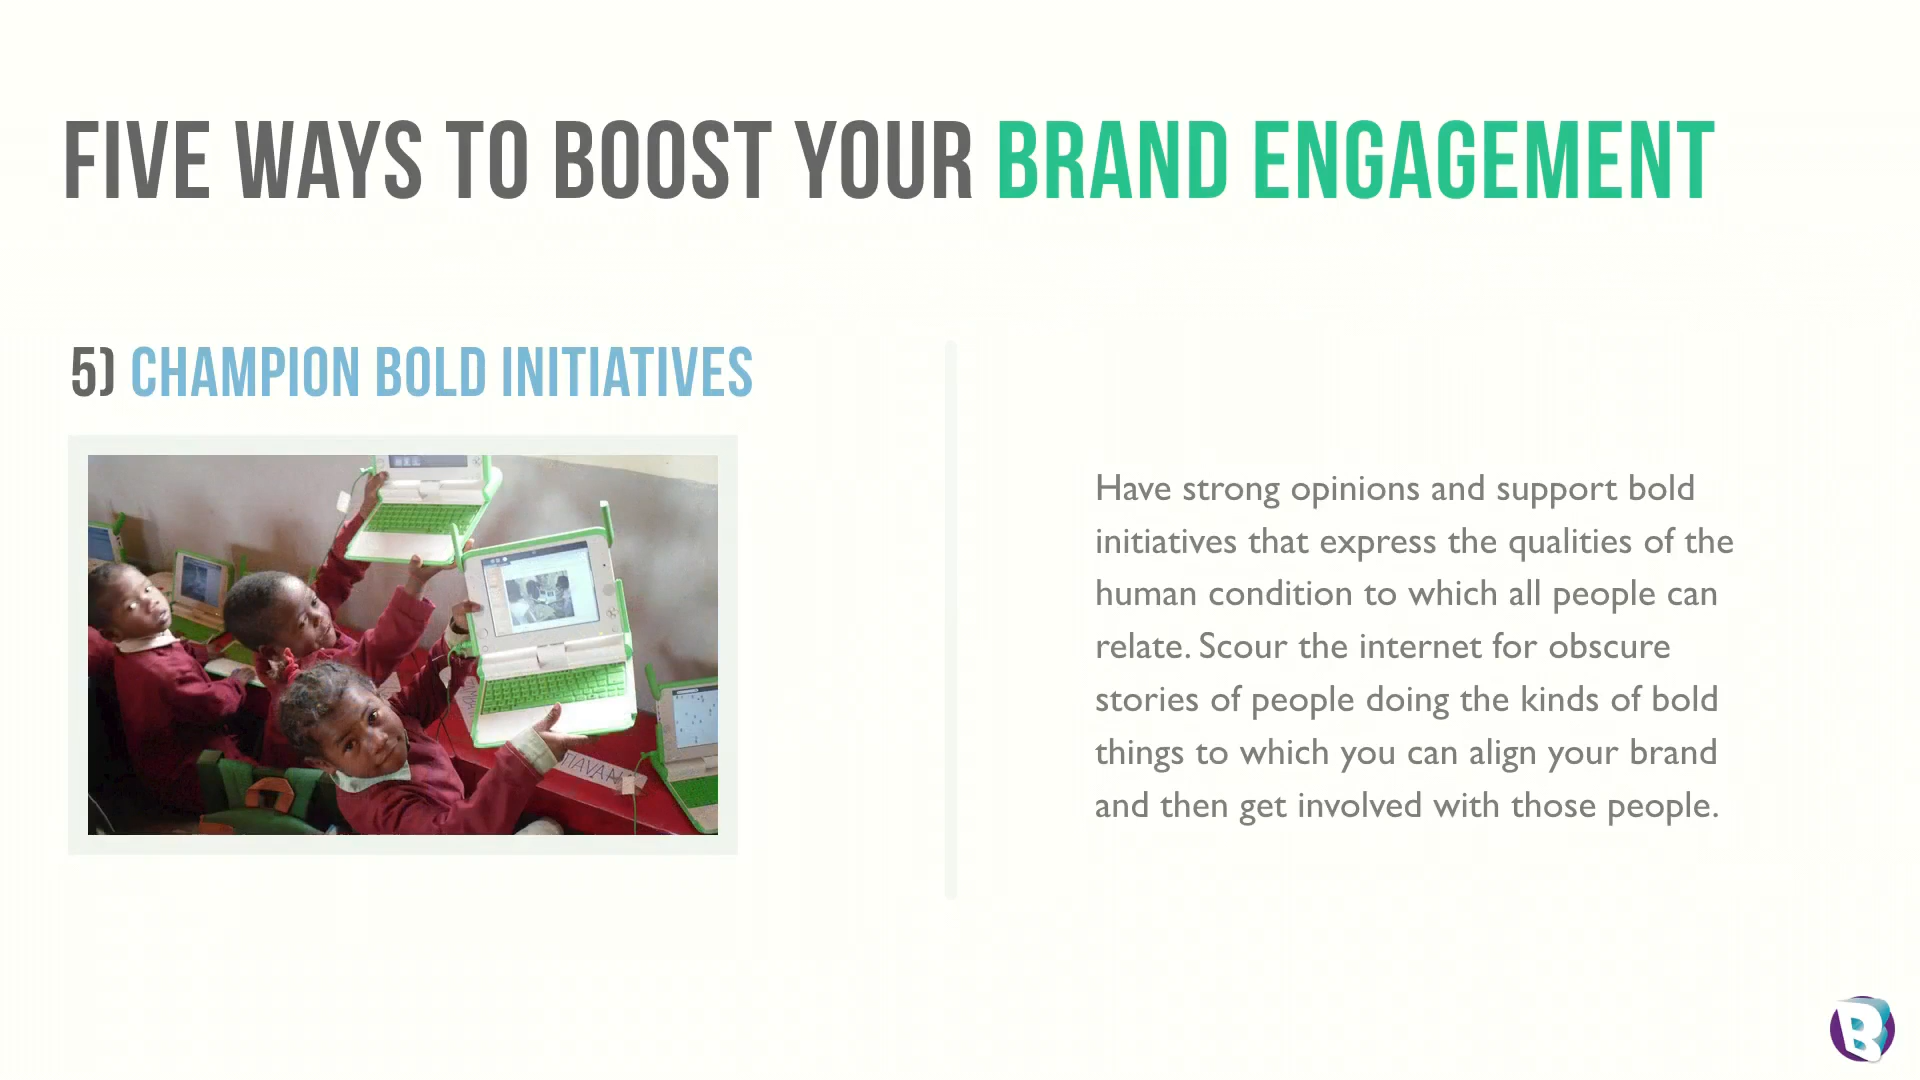 FIVE WAYS TO BOOST YOUR BRAND ENGAGEMENT
5) CHAMPION BOLD INITIATIVES
Have strong opinions and support bold
initiatives that express the qualities of the
human condition to which all people can
relate. Scour the internet for obscure
stories of people doing the kinds of bold
things to which you can align your brand
and then get involved with those people.
B